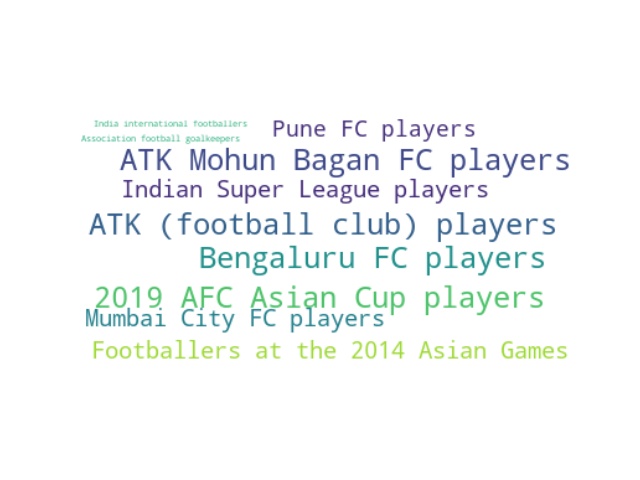 India international footballers
Pune FC players
Association football goalkeepers
ATK Mohun Bagan FC players
Indian Super League players
ATK (football club) players
Bengaluru FC players
2019 AFC Asian Cup players
Mumbai City FC players
Footballers at the 2014 Asian Games